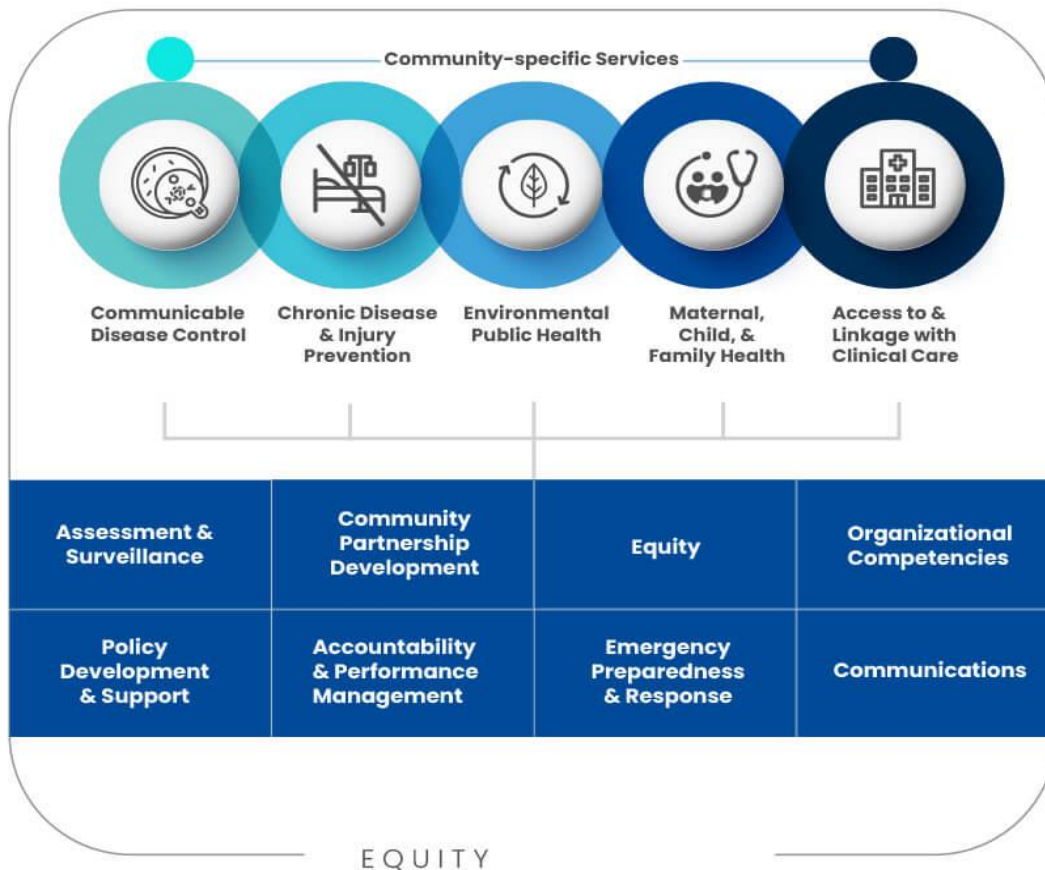 Community-specific Services
Communicable
Disease Control
Chronic Disease
& Injury
Prevention
Environmental
Public Health
Maternal,
Child, &
Family Health
Access to &
Linkage with
Clinical Care
Assessment &
Surveillance
Community
Partnership
Development
Equity
Organizational
Competencies
Policy
Development
& Support
Accountability
& Performance
Management
Emergency
Preparedness
& Response
Communications
EQUITY